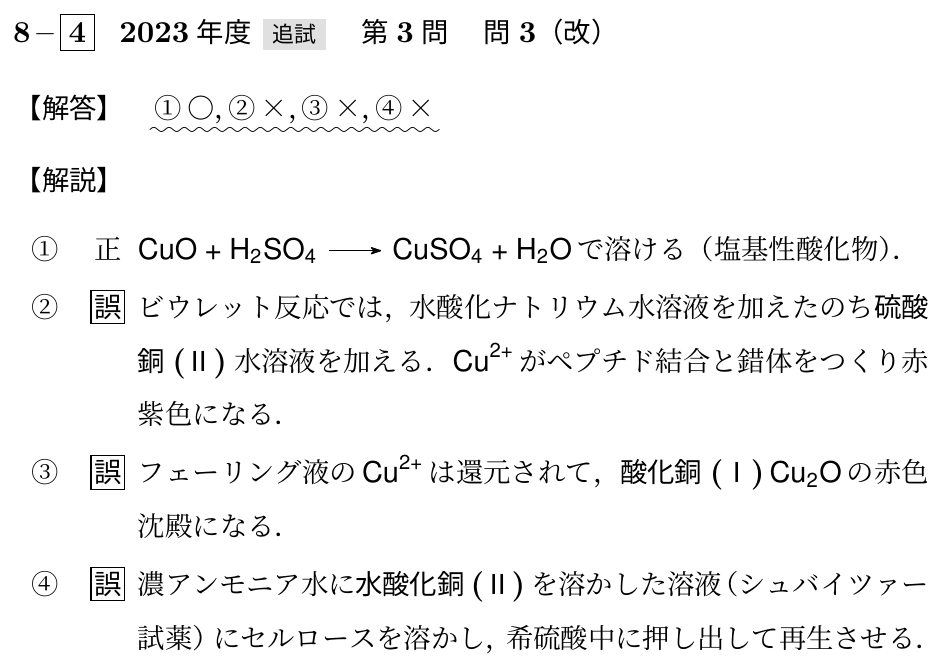 8－4 2023 年度 追試 第 3 問 問 3（改）
【解答】 ①〇, ②×, ③×, ④×
【解説】
① 正 CuO + H₂SO₄ ⟶ CuSO₄ + H₂O で溶ける（塩基性酸化物）．
② 誤 ビウレット反応では，水酸化ナトリウム水溶液を加えたのち硫酸
銅（Ⅱ）水溶液を加える．Cu²⁺ がペプチド結合と錯体をつくり赤
紫色になる．
③ 誤 フェーリング液の Cu²⁺ は還元されて，酸化銅（Ⅰ）Cu₂O の赤色
沈殿になる．
④ 誤 濃アンモニア水に水酸化銅（Ⅱ）を溶かした溶液（シュバイツァー
試薬）にセルロースを溶かし，希硫酸中に押し出して再生させる．